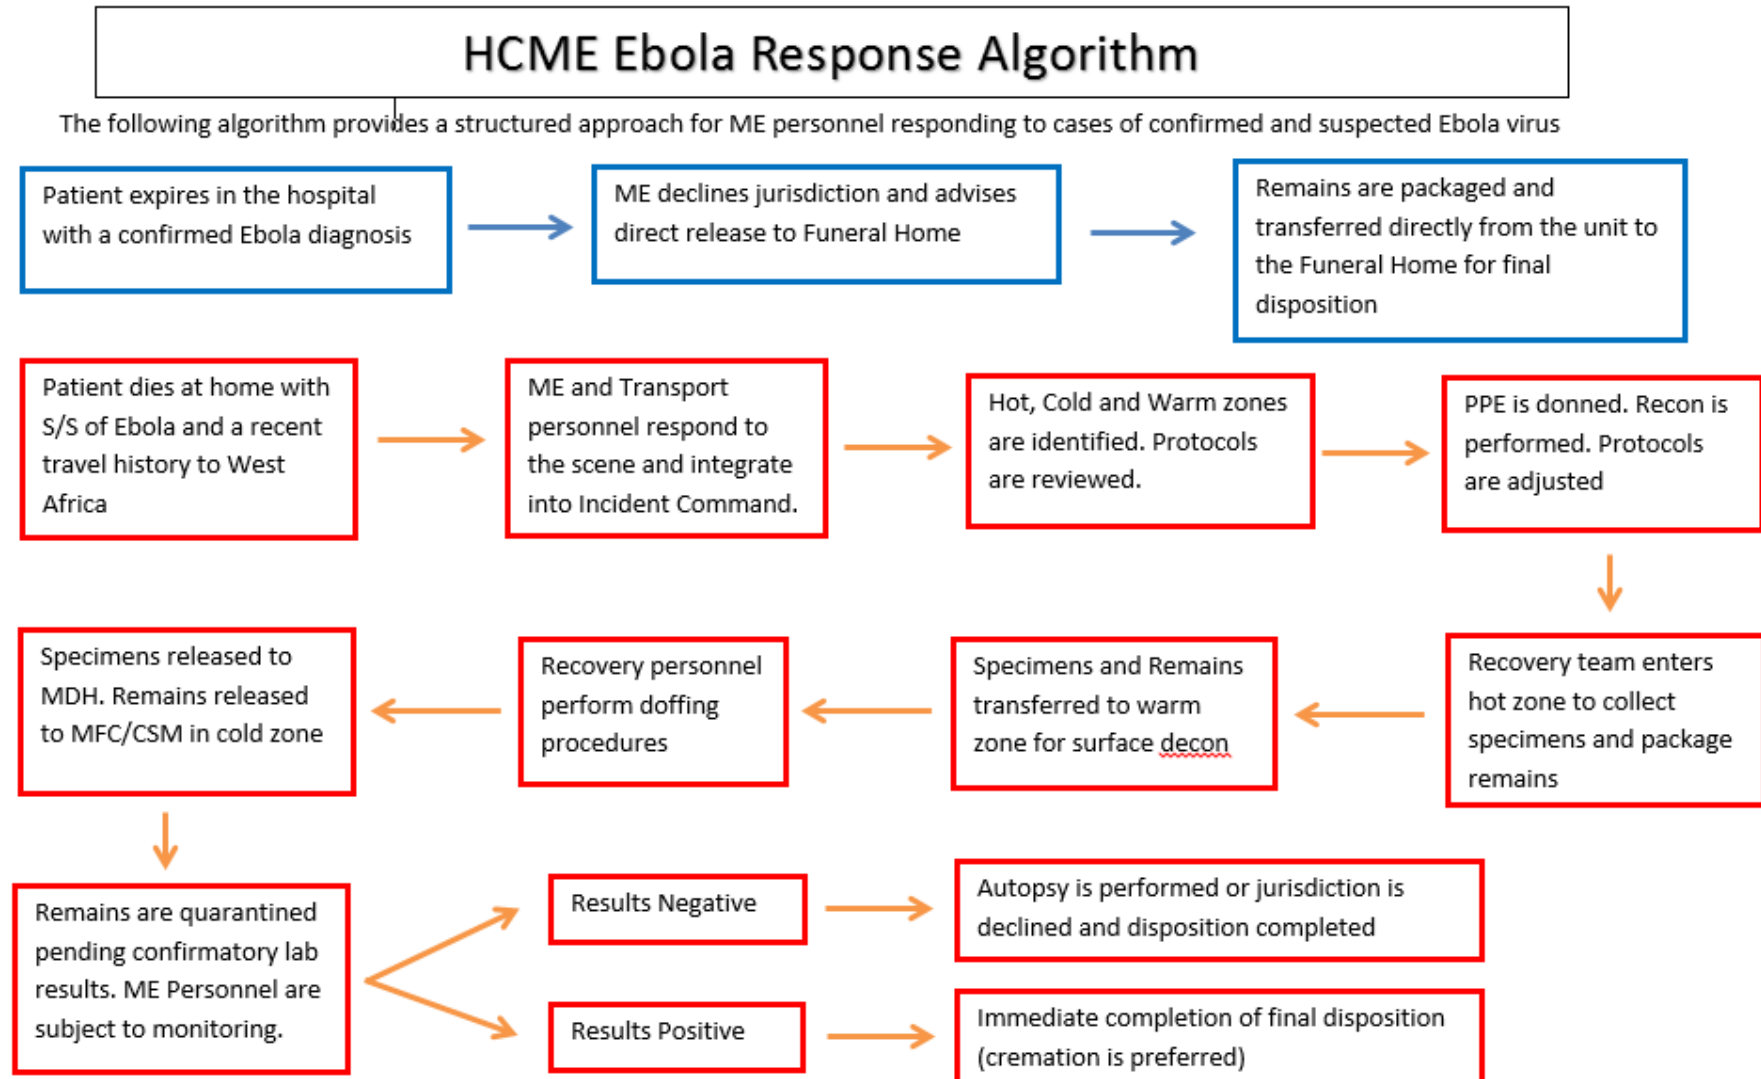 HCME Ebola Response Algorithm
The following algorithm provides a structured approach for ME personnel responding to cases of confirmed and suspected Ebola virus
Patient expires in the hospital
with a confirmed Ebola diagnosis
ME declines jurisdiction and advises
direct release to Funeral Home
Remains are packaged and
transferred directly from the unit to
the Funeral Home for final
disposition
Patient dies at home with
S/S of Ebola and a recent
travel history to West
Africa
ME and Transport
personnel respond to
the scene and integrate
into Incident Command.
Hot, Cold and Warm zones
are identified. Protocols
are reviewed.
PPE is donned. Recon is
performed. Protocols
are adjusted
Recovery team enters
hot zone to collect
specimens and package
remains
Specimens and Remains
transferred to warm
zone for surface decon
Recovery personnel
perform doffing
procedures
Specimens released to
MDH. Remains released
to MFC/CSM in cold zone
Remains are quarantined
pending confirmatory lab
results. ME Personnel are
subject to monitoring.
Results Negative
Autopsy is performed or jurisdiction is
declined and disposition completed
Results Positive
Immediate completion of final disposition
(cremation is preferred)